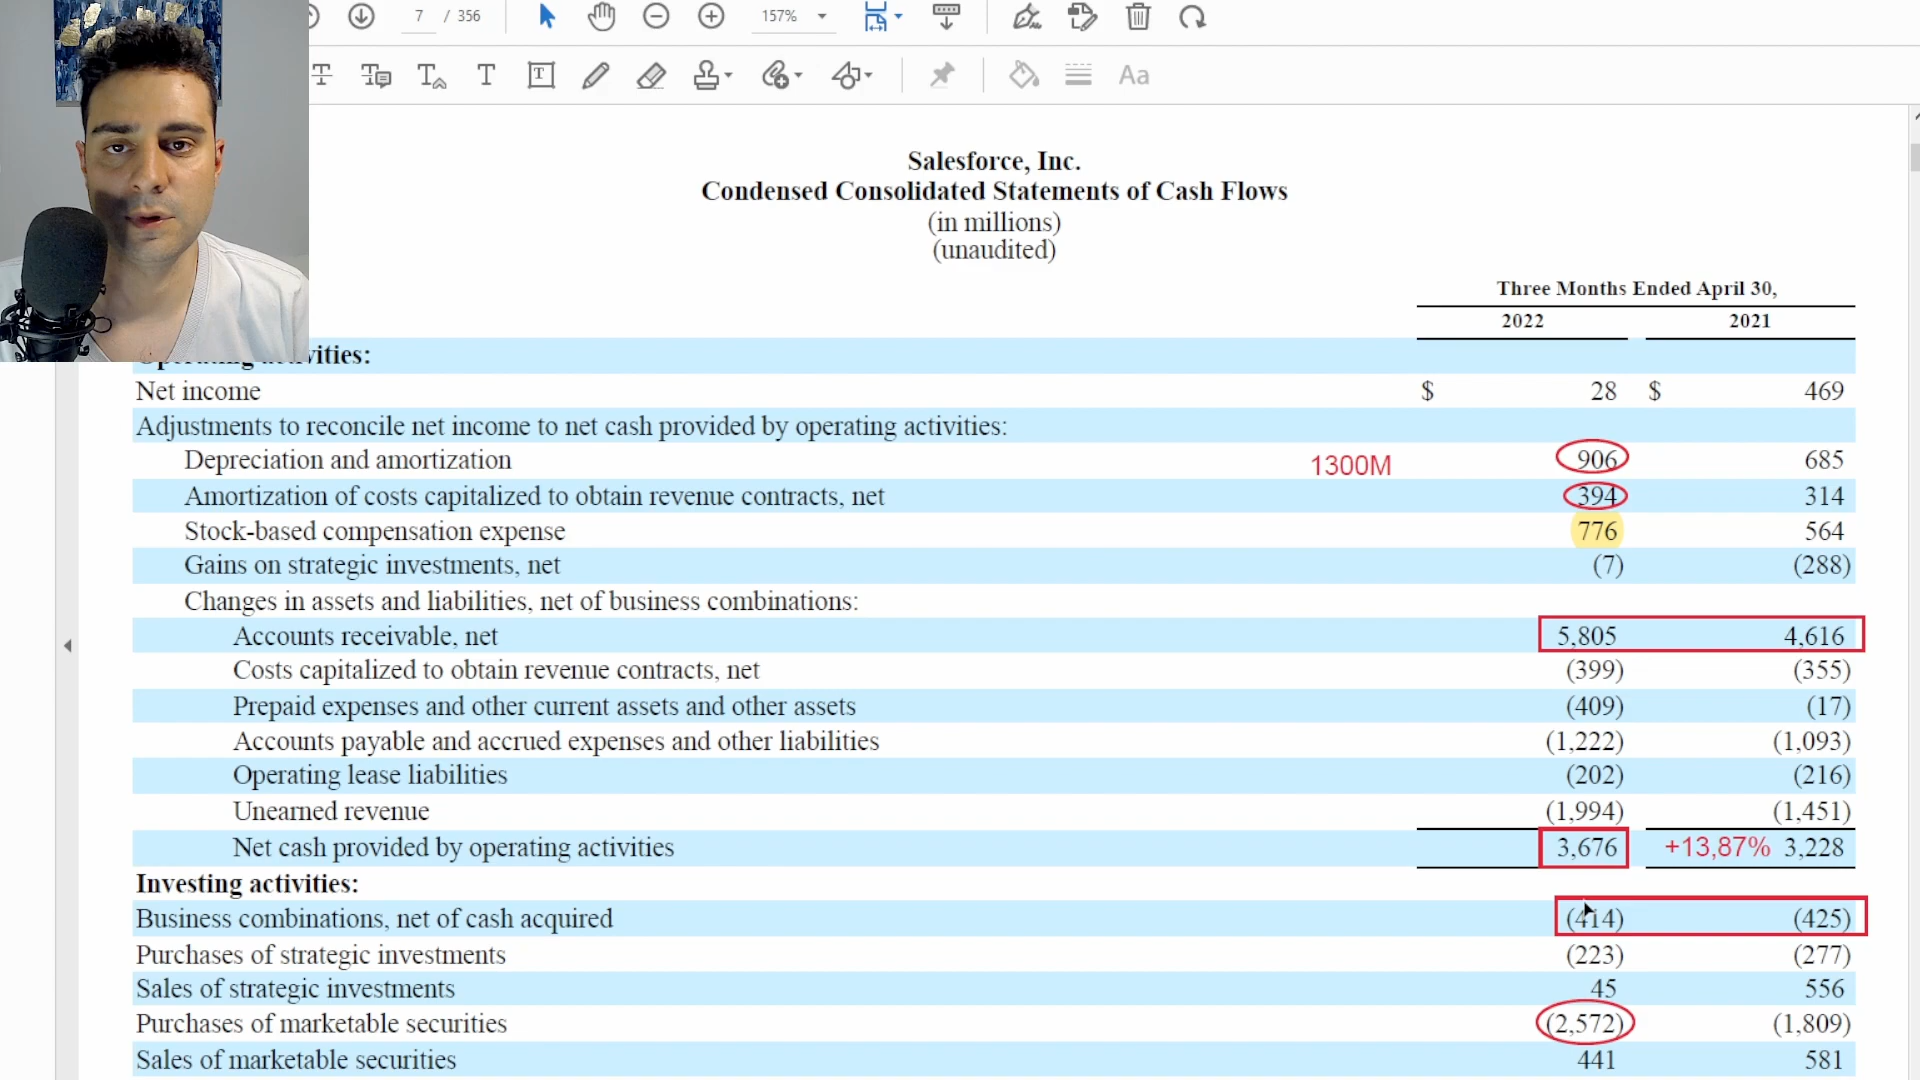 7 / 356 157%
Aa
Salesforce, Inc.
Condensed Consolidated Statements of Cash Flows
(in millions)
(unaudited)
Three Months Ended April 30,
2022 2021
Operating activities:
Net income $ 28 $ 469
Adjustments to reconcile net income to net cash provided by operating activities:
Depreciation and amortization 1300M 906 685
Amortization of costs capitalized to obtain revenue contracts, net 394 314
Stock-based compensation expense 776 564
Gains on strategic investments, net (7) (288)
Changes in assets and liabilities, net of business combinations:
Accounts receivable, net 5,805 4,616
Costs capitalized to obtain revenue contracts, net (399) (355)
Prepaid expenses and other current assets and other assets (409) (17)
Accounts payable and accrued expenses and other liabilities (1,222) (1,093)
Operating lease liabilities (202) (216)
Unearned revenue (1,994) (1,451)
Net cash provided by operating activities 3,676 +13,87% 3,228
Investing activities:
Business combinations, net of cash acquired (414) (425)
Purchases of strategic investments (223) (277)
Sales of strategic investments 45 556
Purchases of marketable securities (2,572) (1,809)
Sales of marketable securities 441 581